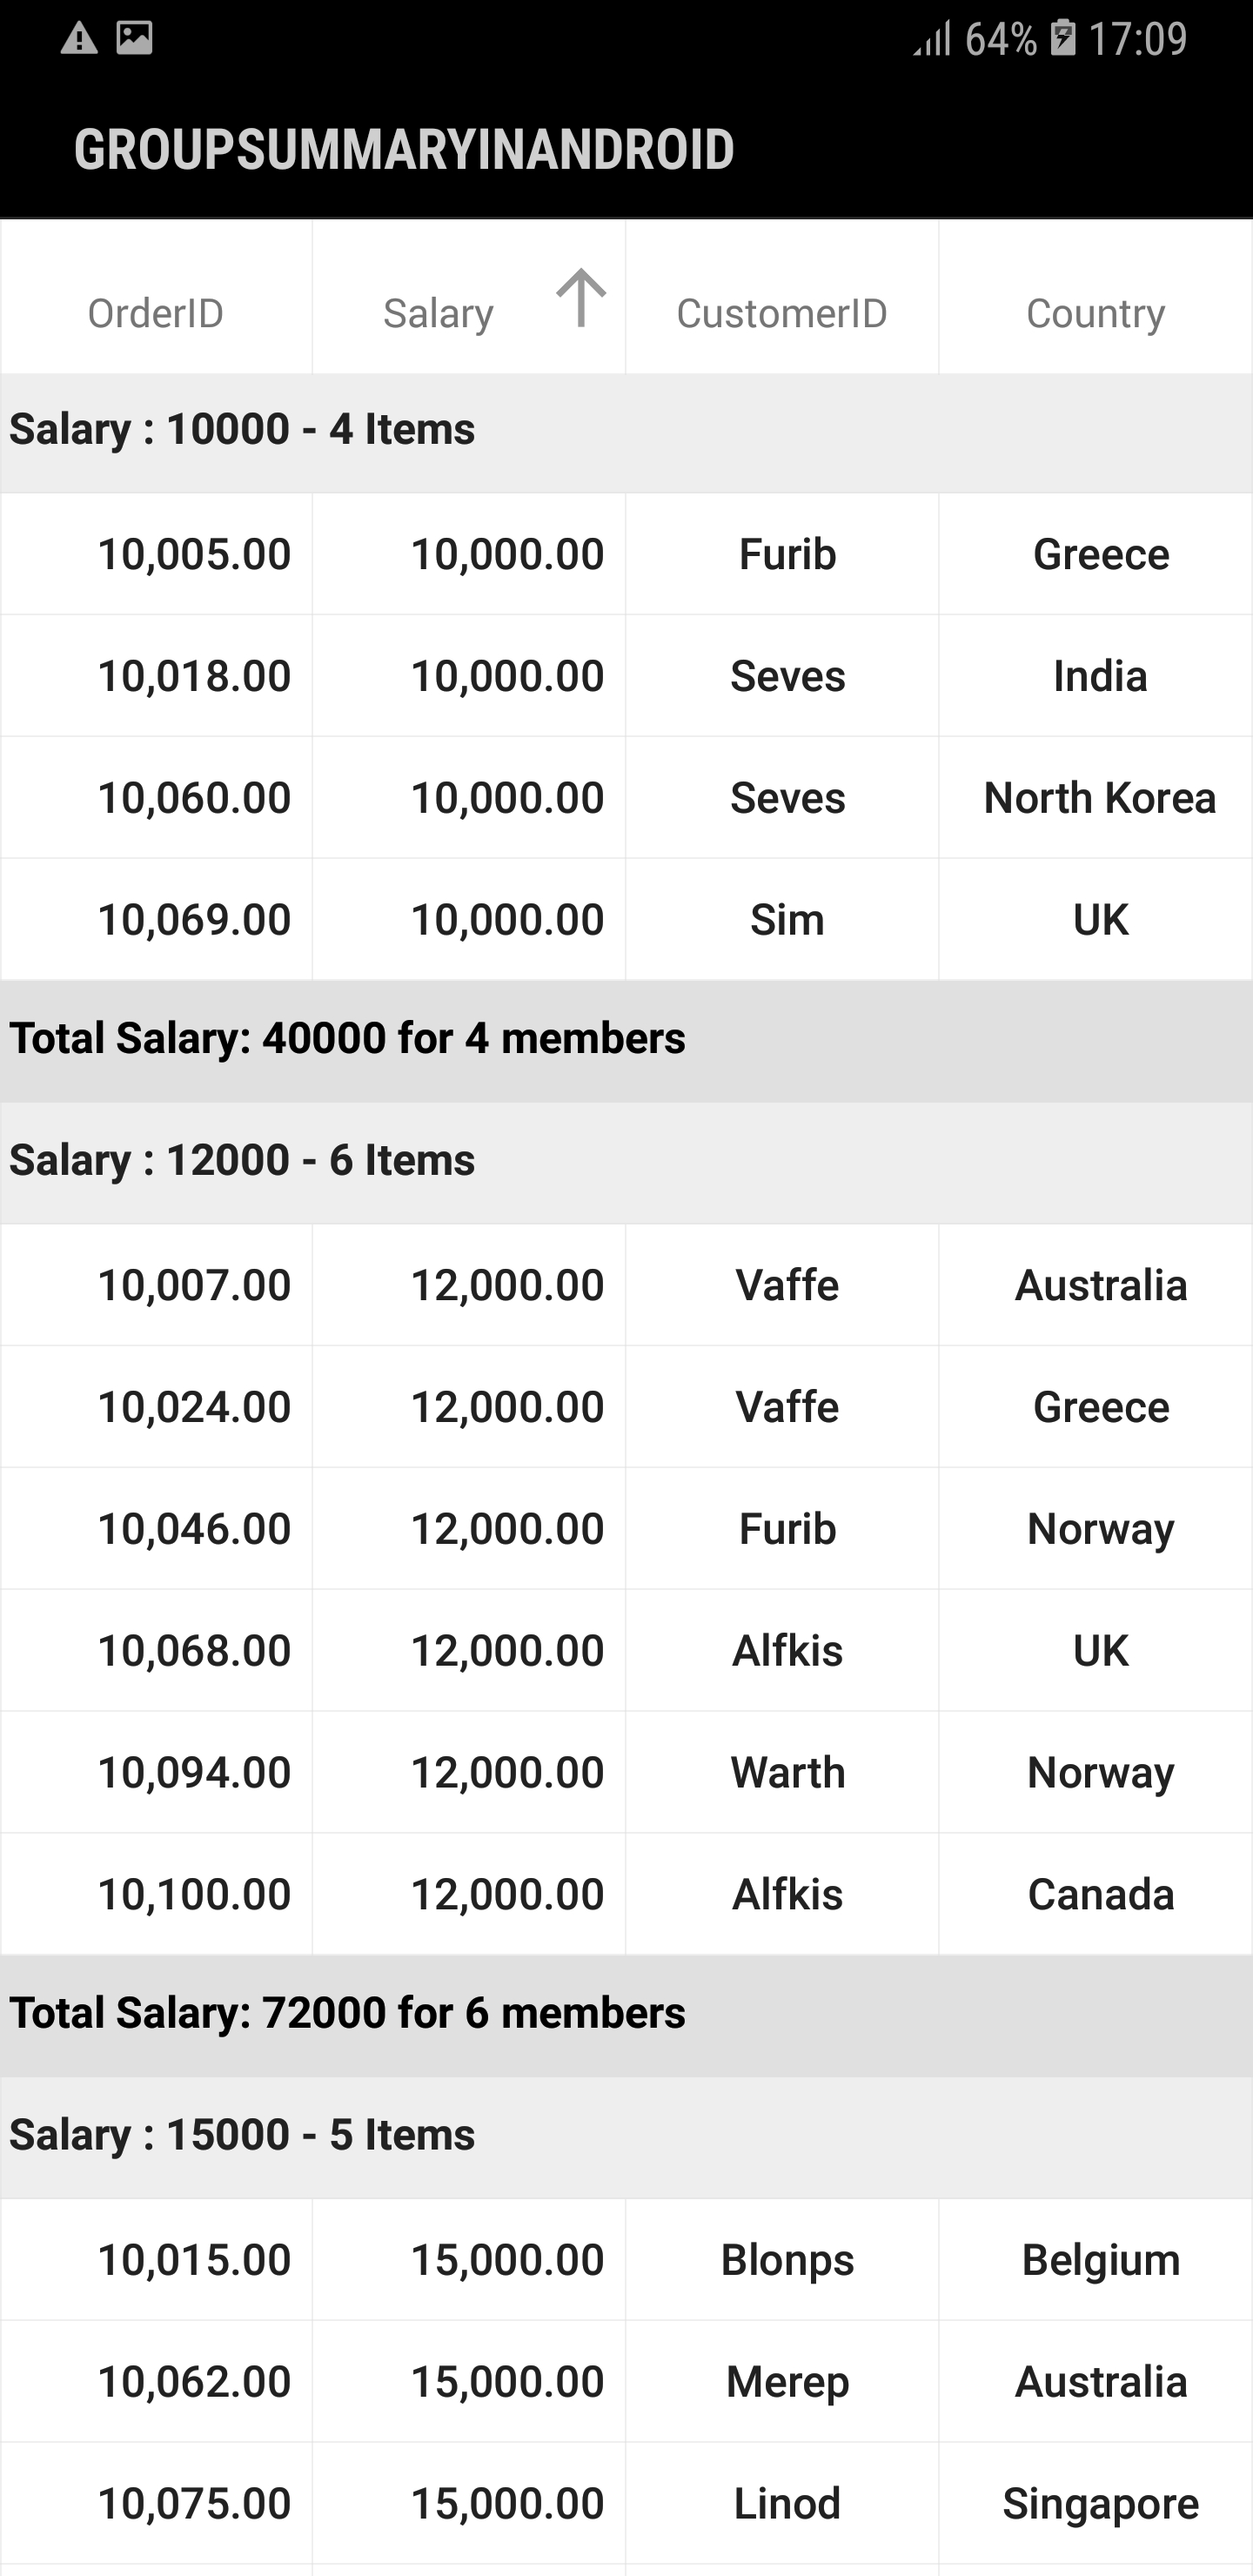 64% 17:09
GROUPSUMMARYINANDROID
OrderID Salary CustomerID Country
Salary : 10000 - 4 Items
10,005.00 10,000.00 Furib Greece
10,018.00 10,000.00 Seves India
10,060.00 10,000.00 Seves North Korea
10,069.00 10,000.00 Sim UK
Total Salary: 40000 for 4 members
Salary : 12000 - 6 Items
10,007.00 12,000.00 Vaffe Australia
10,024.00 12,000.00 Vaffe Greece
10,046.00 12,000.00 Furib Norway
10,068.00 12,000.00 Alfkis UK
10,094.00 12,000.00 Warth Norway
10,100.00 12,000.00 Alfkis Canada
Total Salary: 72000 for 6 members
Salary : 15000 - 5 Items
10,015.00 15,000.00 Blonps Belgium
10,062.00 15,000.00 Merep Australia
10,075.00 15,000.00 Linod Singapore